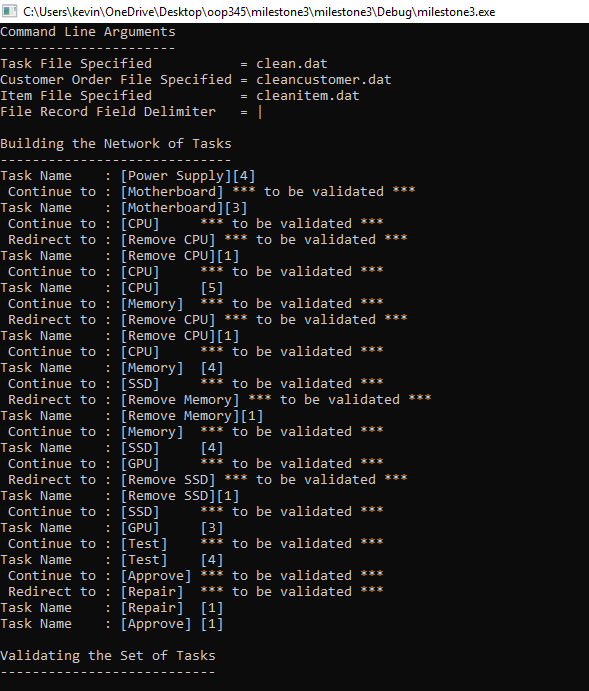 C:\Users\kevin\OneDrive\Desktop\oop345\milestone3\milestone3\Debug\milestone3.exe
Command Line Arguments
----------------------
Task File Specified           = clean.dat
Customer Order File Specified = cleancustomer.dat
Item File Specified           = cleanitem.dat
File Record Field Delimiter   = |

Building the Network of Tasks
-----------------------------
Task Name    : [Power Supply][4]
 Continue to : [Motherboard] *** to be validated ***
Task Name    : [Motherboard][3]
 Continue to : [CPU]     *** to be validated ***
 Redirect to : [Remove CPU] *** to be validated ***
Task Name    : [Remove CPU][1]
 Continue to : [CPU]     *** to be validated ***
Task Name    : [CPU]     [5]
 Continue to : [Memory]  *** to be validated ***
 Redirect to : [Remove CPU] *** to be validated ***
Task Name    : [Remove CPU][1]
 Continue to : [CPU]     *** to be validated ***
Task Name    : [Memory]  [4]
 Continue to : [SSD]     *** to be validated ***
 Redirect to : [Remove Memory] *** to be validated ***
Task Name    : [Remove Memory][1]
 Continue to : [Memory]  *** to be validated ***
Task Name    : [SSD]     [4]
 Continue to : [GPU]     *** to be validated ***
 Redirect to : [Remove SSD] *** to be validated ***
Task Name    : [Remove SSD][1]
 Continue to : [SSD]     *** to be validated ***
Task Name    : [GPU]     [3]
 Continue to : [Test]    *** to be validated ***
Task Name    : [Test]    [4]
 Continue to : [Approve] *** to be validated ***
 Redirect to : [Repair]  *** to be validated ***
Task Name    : [Repair]  [1]
Task Name    : [Approve] [1]

Validating the Set of Tasks
---------------------------